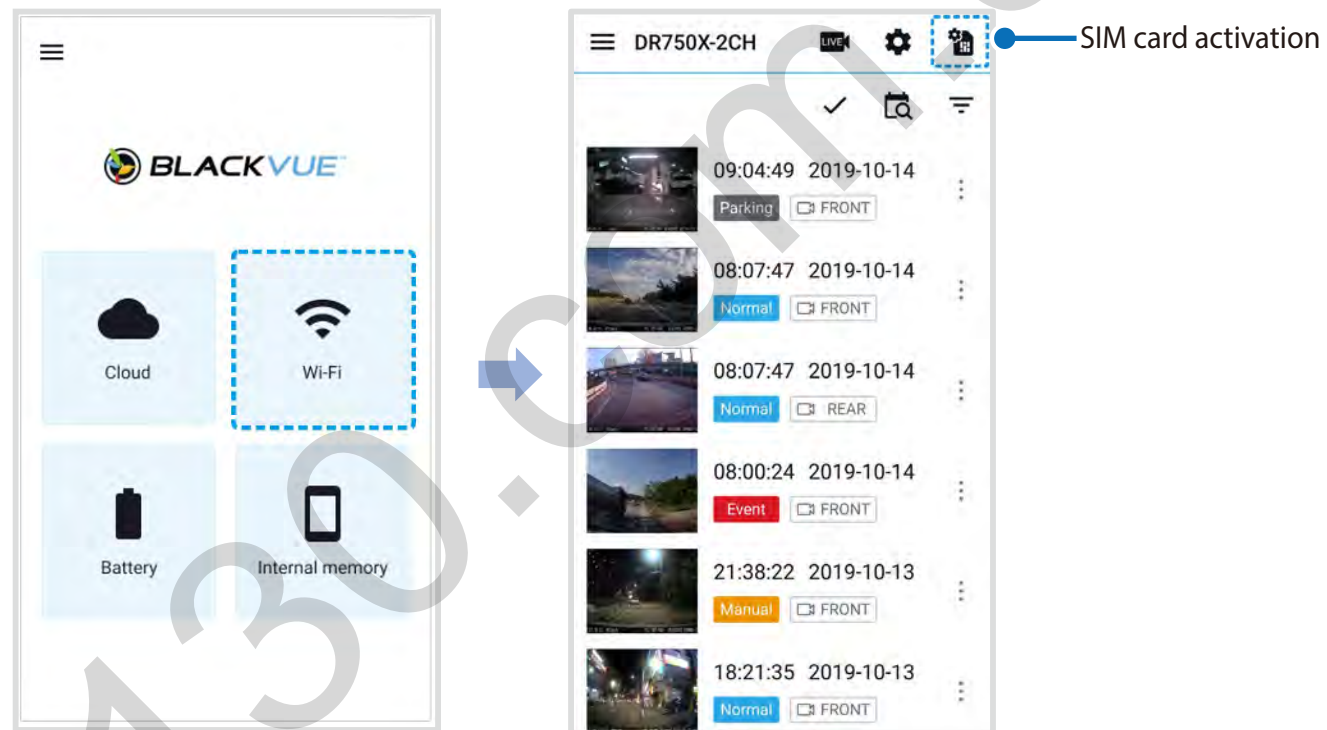 BLACKVUE
Cloud
Wi-Fi
Battery
Internal memory
DR750X-2CH
LIVE
SIM card activation
09:04:49 2019-10-14
Parking FRONT
08:07:47 2019-10-14
Normal FRONT
08:07:47 2019-10-14
Normal REAR
08:00:24 2019-10-14
Event FRONT
21:38:22 2019-10-13
Manual FRONT
18:21:35 2019-10-13
Normal FRONT
130.com.